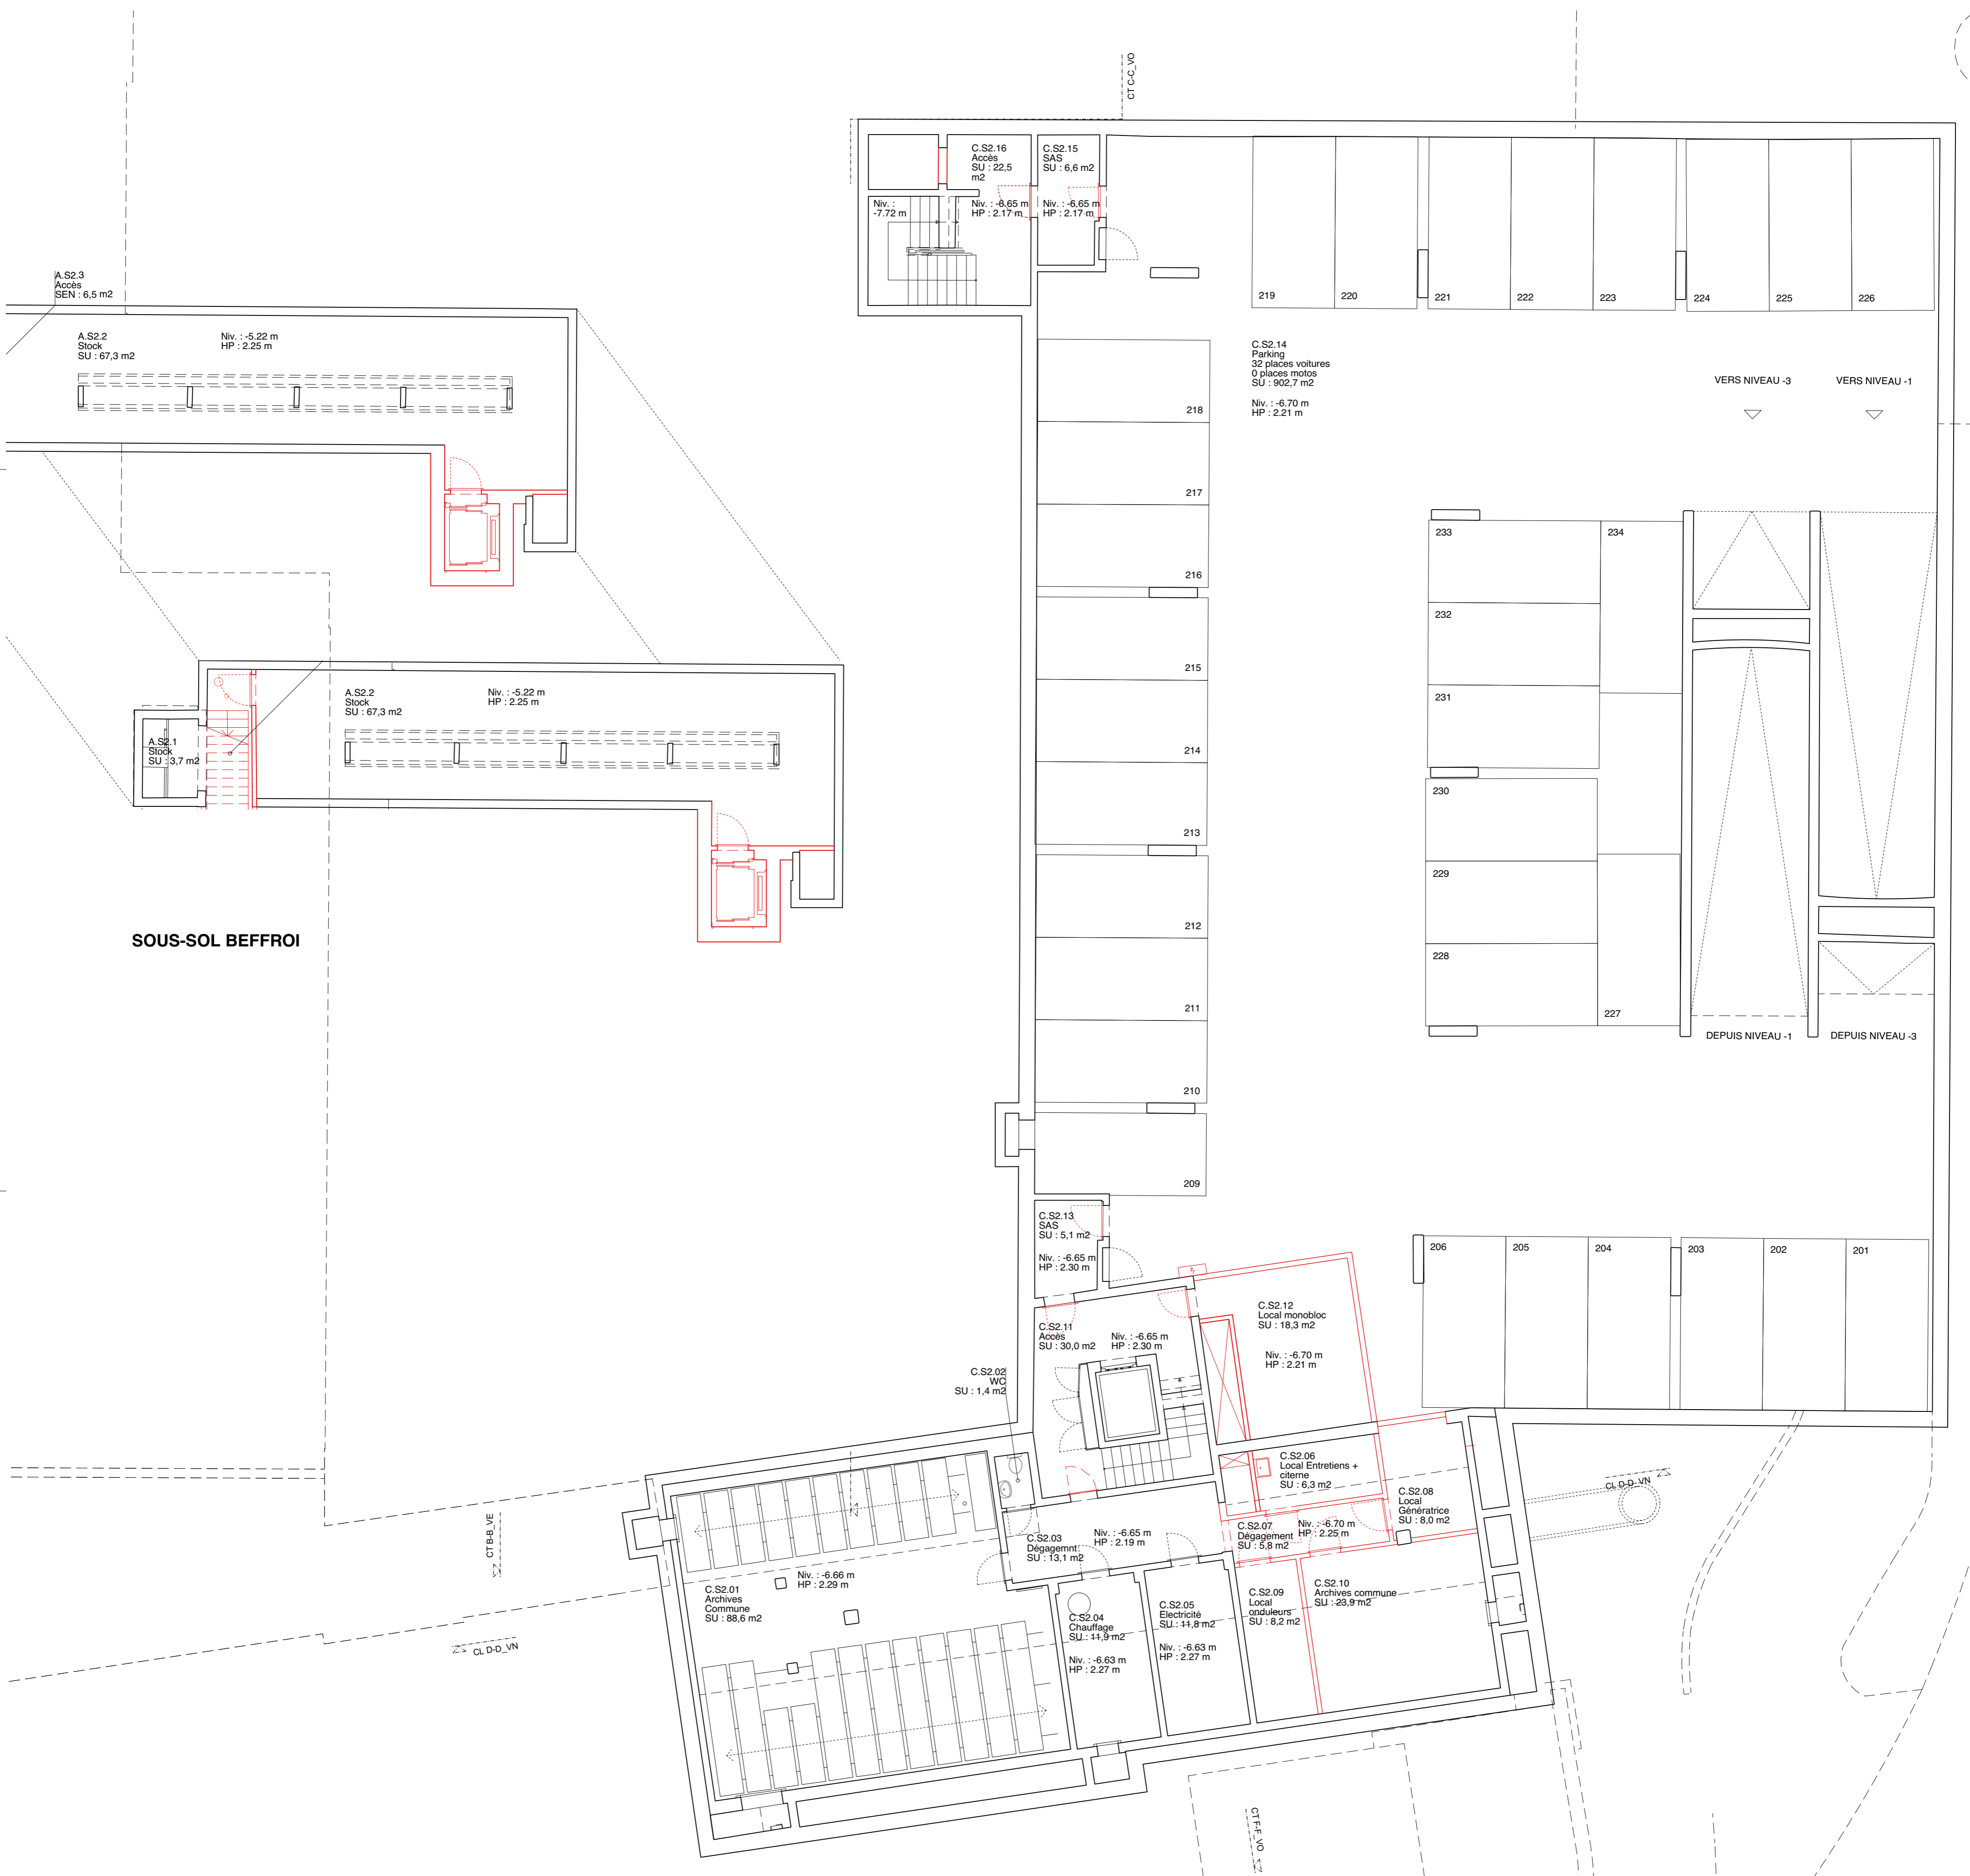 CT C-C_VO
C.S2.16
Accès
SU : 22,5
m2
Niv. : -6.65 m
HP : 2.17 m
C.S2.15
SAS
SU : 6,6 m2
Niv. : -6.65 m
HP : 2.17 m
Niv. :
-7.72 m
219
220
221
222
223
224
225
226
A.S2.3
Accès
SEN : 6,5 m2
A.S2.2
Stock
SU : 67,3 m2
Niv. : -5.22 m
HP : 2.25 m
C.S2.14
Parking
32 places voitures
0 places motos
SU : 902,7 m2
Niv. : -6.70 m
HP : 2.21 m
VERS NIVEAU -3
VERS NIVEAU -1
218
217
216
215
214
213
212
211
210
209
233
234
232
231
230
229
228
227
DEPUIS NIVEAU -1
DEPUIS NIVEAU -3
A.S2.2
Stock
SU : 67,3 m2
Niv. : -5.22 m
HP : 2.25 m
A.S2.1
Stock
SU : 3,7 m2
SOUS-SOL BEFFROI
C.S2.13
SAS
SU : 5,1 m2
Niv. : -6.65 m
HP : 2.30 m
206
205
204
203
202
201
C.S2.12
Local monobloc
SU : 18,3 m2
Niv. : -6.70 m
HP : 2.21 m
C.S2.11
Accès
SU : 30,0 m2
Niv. : -6.65 m
HP : 2.30 m
C.S2.02
WC
SU : 1,4 m2
C.S2.06
Local Entretiens +
citerne
SU : 6,3 m2
C.S2.08
Local
Génératrice
SU : 8,0 m2
CL D-D_VN
CT B-B_VE
C.S2.03
Dégagemnt
SU : 13,1 m2
Niv. : -6.65 m
HP : 2.19 m
C.S2.07
Dégagement
SU : 5,8 m2
Niv. : -6.70 m
HP : 2.25 m
C.S2.01
Archives
Commune
SU : 88,6 m2
Niv. : -6.66 m
HP : 2.29 m
C.S2.04
Chauffage
SU : 11,9 m2
Niv. : -6.63 m
HP : 2.27 m
C.S2.05
Electricité
SU : 11,8 m2
Niv. : -6.63 m
HP : 2.27 m
C.S2.09
Local
onduleurs
SU : 8,2 m2
C.S2.10
Archives commune
SU : 23,9 m2
CL D-D_VN
CT F-F_VO